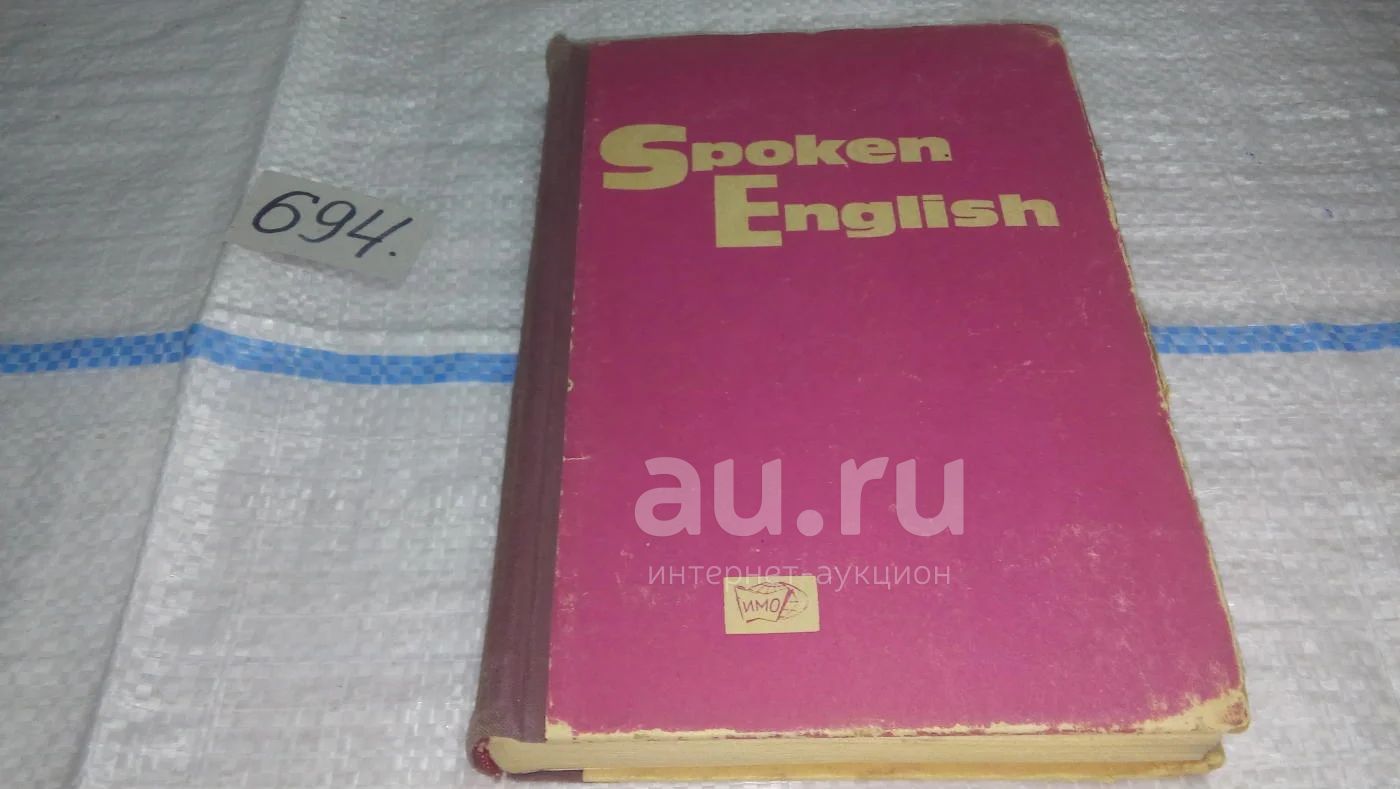 Spoken
English
694.
au.ru
интернет-аукцион
ИМО